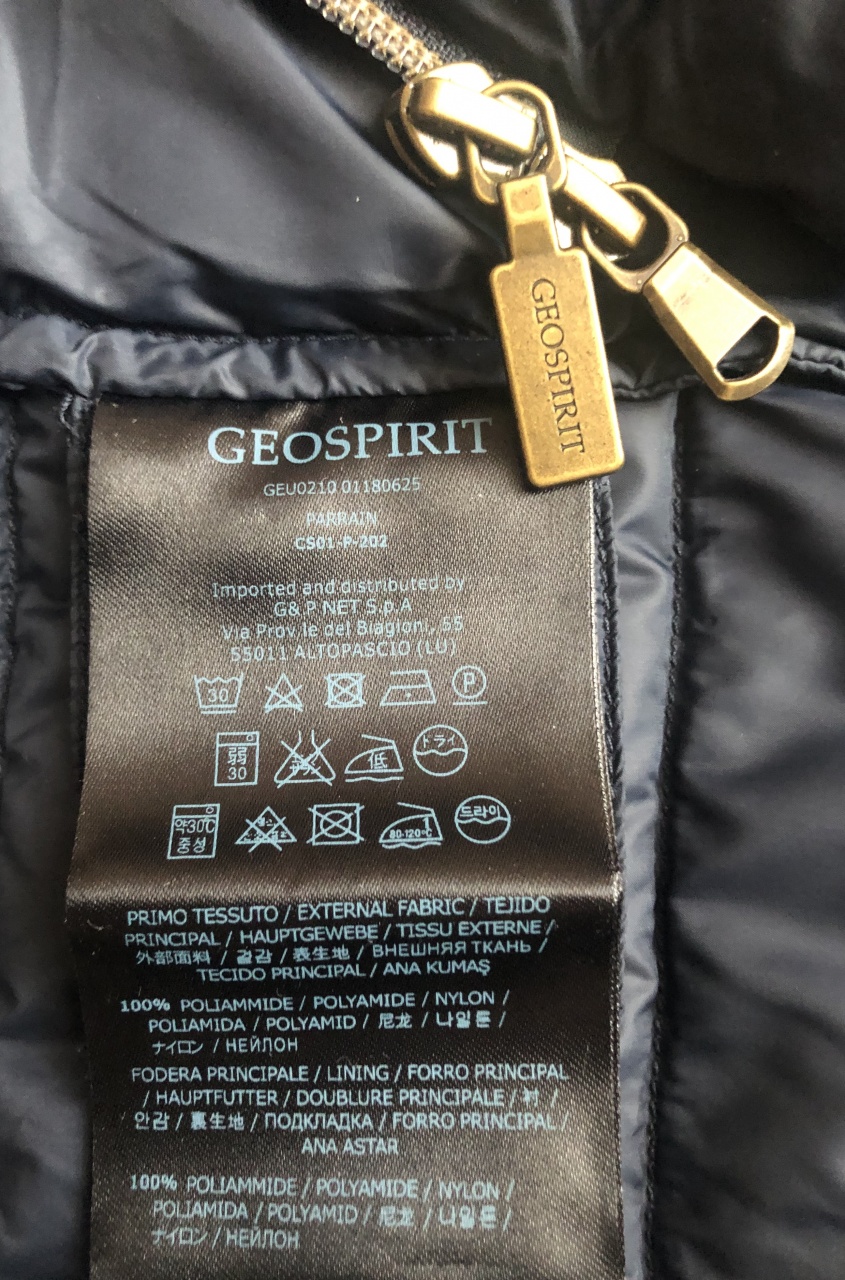 GEOSPIRIT
GEOSPIRIT
GEU0210 01180625
PARRAIN
CS01-P-202
Imported and distributed by
G&P NET S.p.A
Via Prov.le del Biagioni, 55
55011 ALTOPASCIO (LU)
30 P
弱 低 ドライ
30
약30℃ 80-120°C 드라이
중성
PRIMO TESSUTO / EXTERNAL FABRIC / TEJIDO
PRINCIPAL / HAUPTGEWEBE / TISSU EXTERNE /
外部面料 / 겉감 / 表生地 / ВНЕШНЯЯ ТКАНЬ /
TECIDO PRINCIPAL / ANA KUMAŞ
100% POLIAMMIDE / POLYAMIDE / NYLON /
POLIAMIDA / POLYAMID / 尼龙 / 나일론 /
ナイロン / НЕЙЛОН
FODERA PRINCIPALE / LINING / FORRO PRINCIPAL
/ HAUPTFUTTER / DOUBLURE PRINCIPALE / 衬 /
안감 / 裏生地 / ПОДКЛАДКА / FORRO PRINCIPAL /
ANA ASTAR
100% POLIAMMIDE / POLYAMIDE / NYLON /
POLIAMIDA / POLYAMID / 尼龙 / 나일론 /
ナイロン / НЕЙЛОН